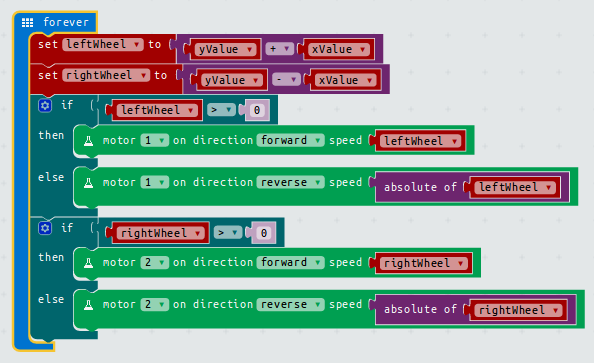 forever
set leftWheel to yValue + xValue
set rightWheel to yValue - xValue
if leftWheel > 0
then motor 1 on direction forward speed leftWheel
else motor 1 on direction reverse speed absolute of leftWheel
if rightWheel > 0
then motor 2 on direction forward speed rightWheel
else motor 2 on direction reverse speed absolute of rightWheel